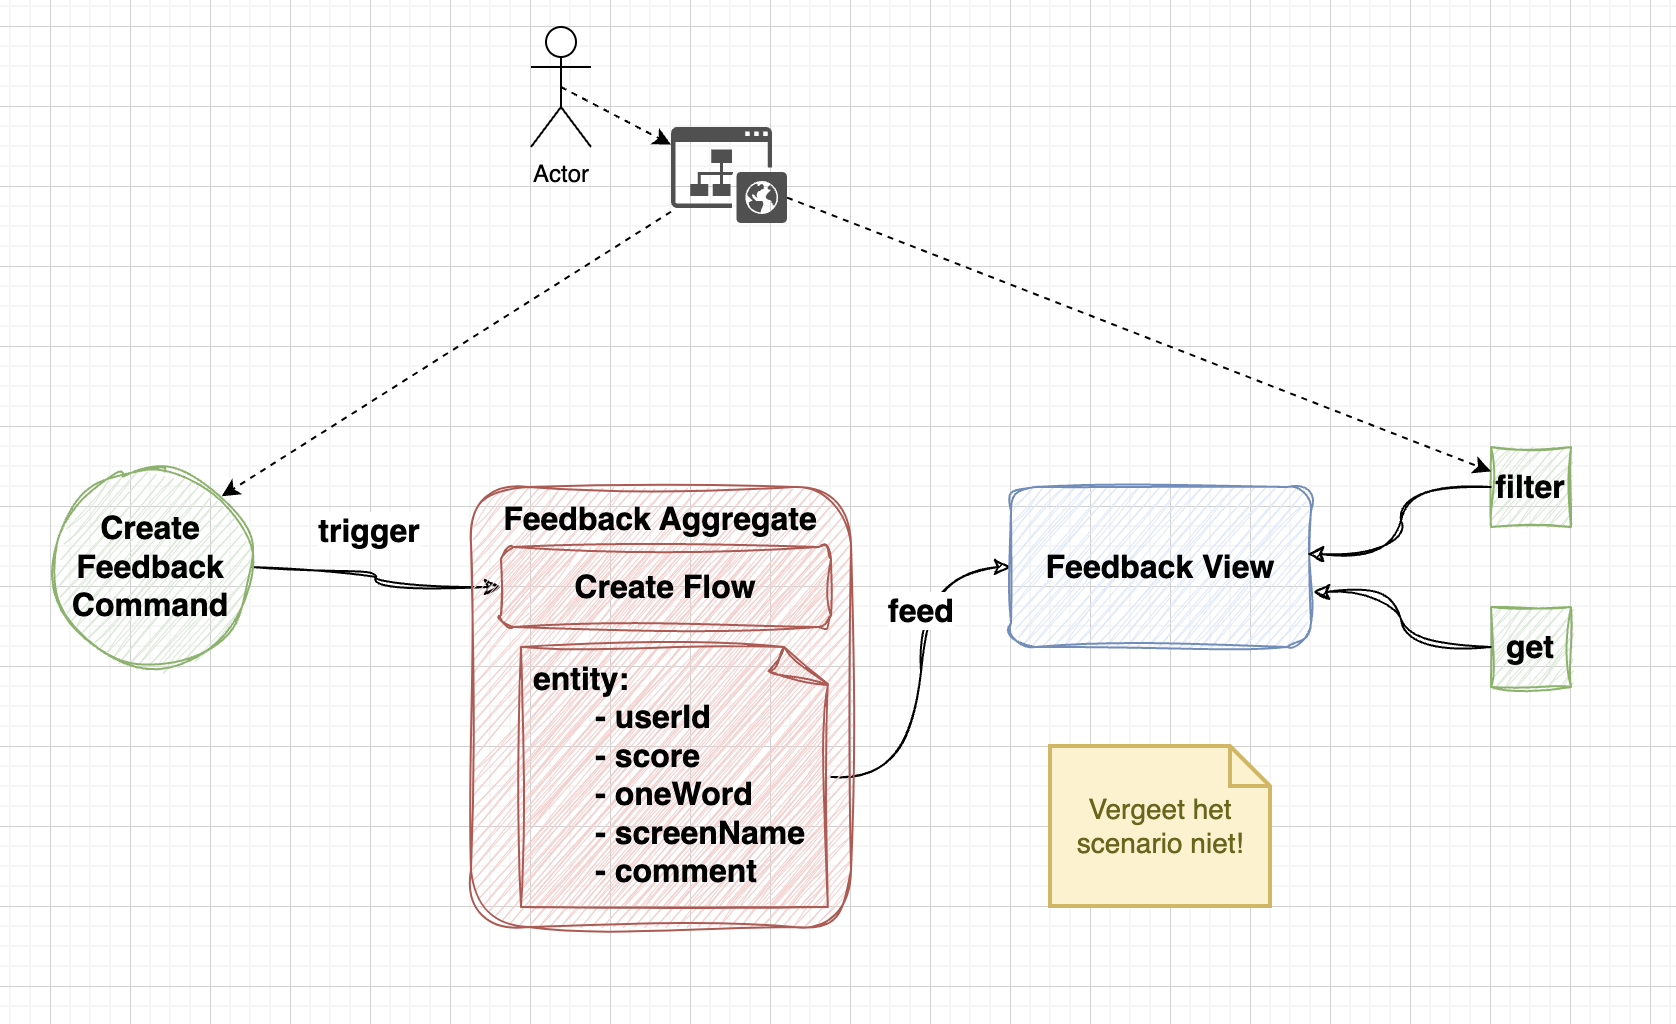 Actor
Create
Feedback
Command
trigger
Feedback Aggregate
Create Flow
entity:
- userId
- score
- oneWord
- screenName
- comment
feed
Feedback View
filter
get
Vergeet het
scenario niet!